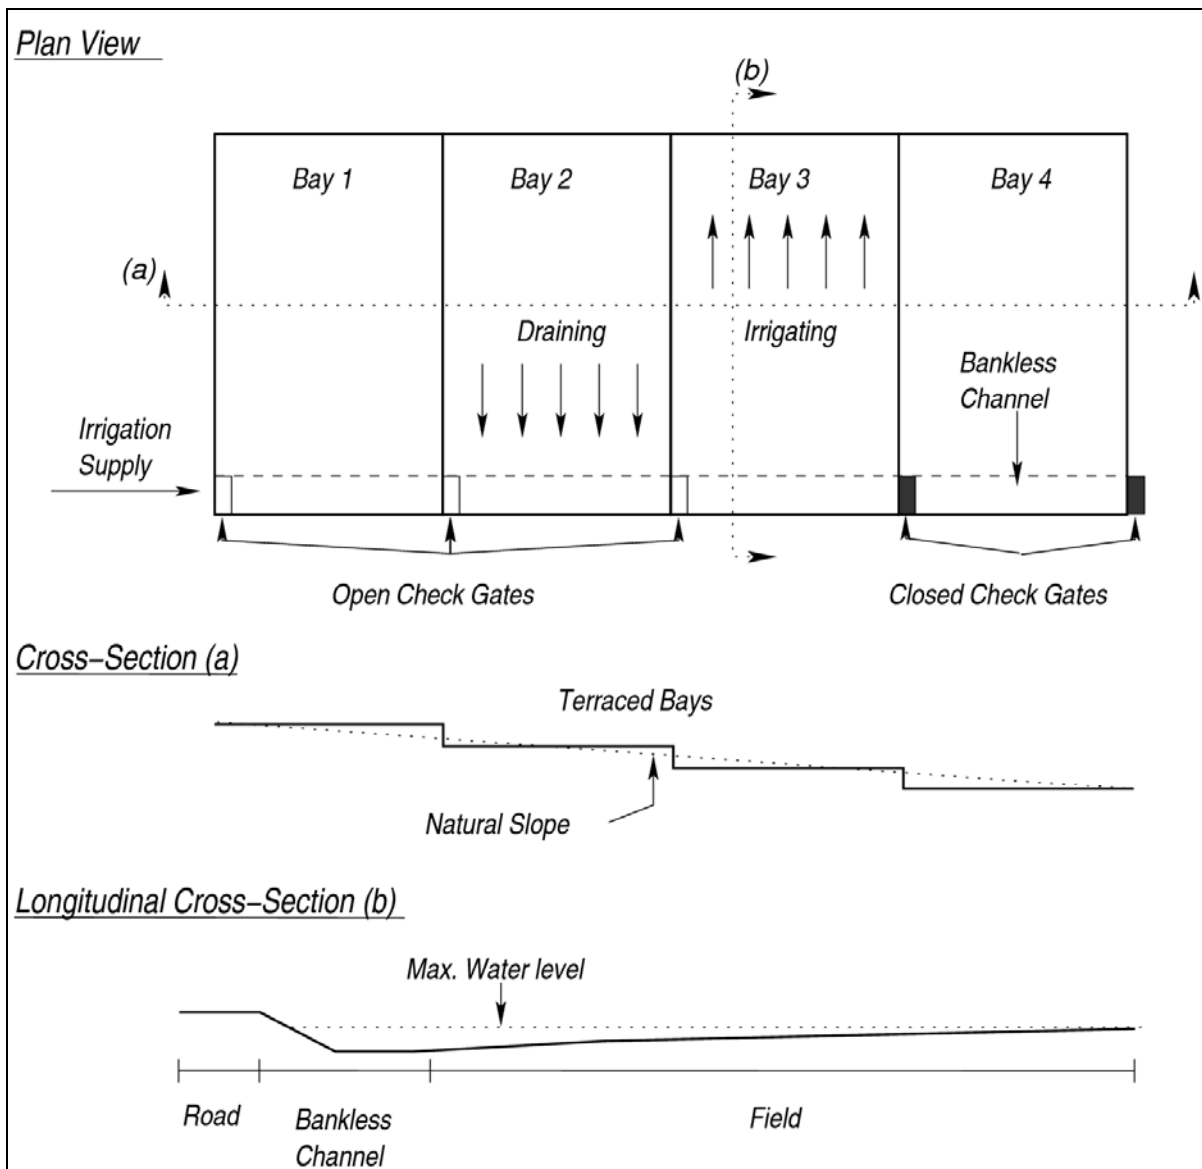 Plan View
(b)
Bay 1
Bay 2
Bay 3
Bay 4
(a)
Draining
Irrigating
Bankless
Channel
Irrigation
Supply
Open Check Gates
Closed Check Gates
Cross-Section (a)
Terraced Bays
Natural Slope
Longitudinal Cross-Section (b)
Max. Water level
Road
Bankless
Channel
Field